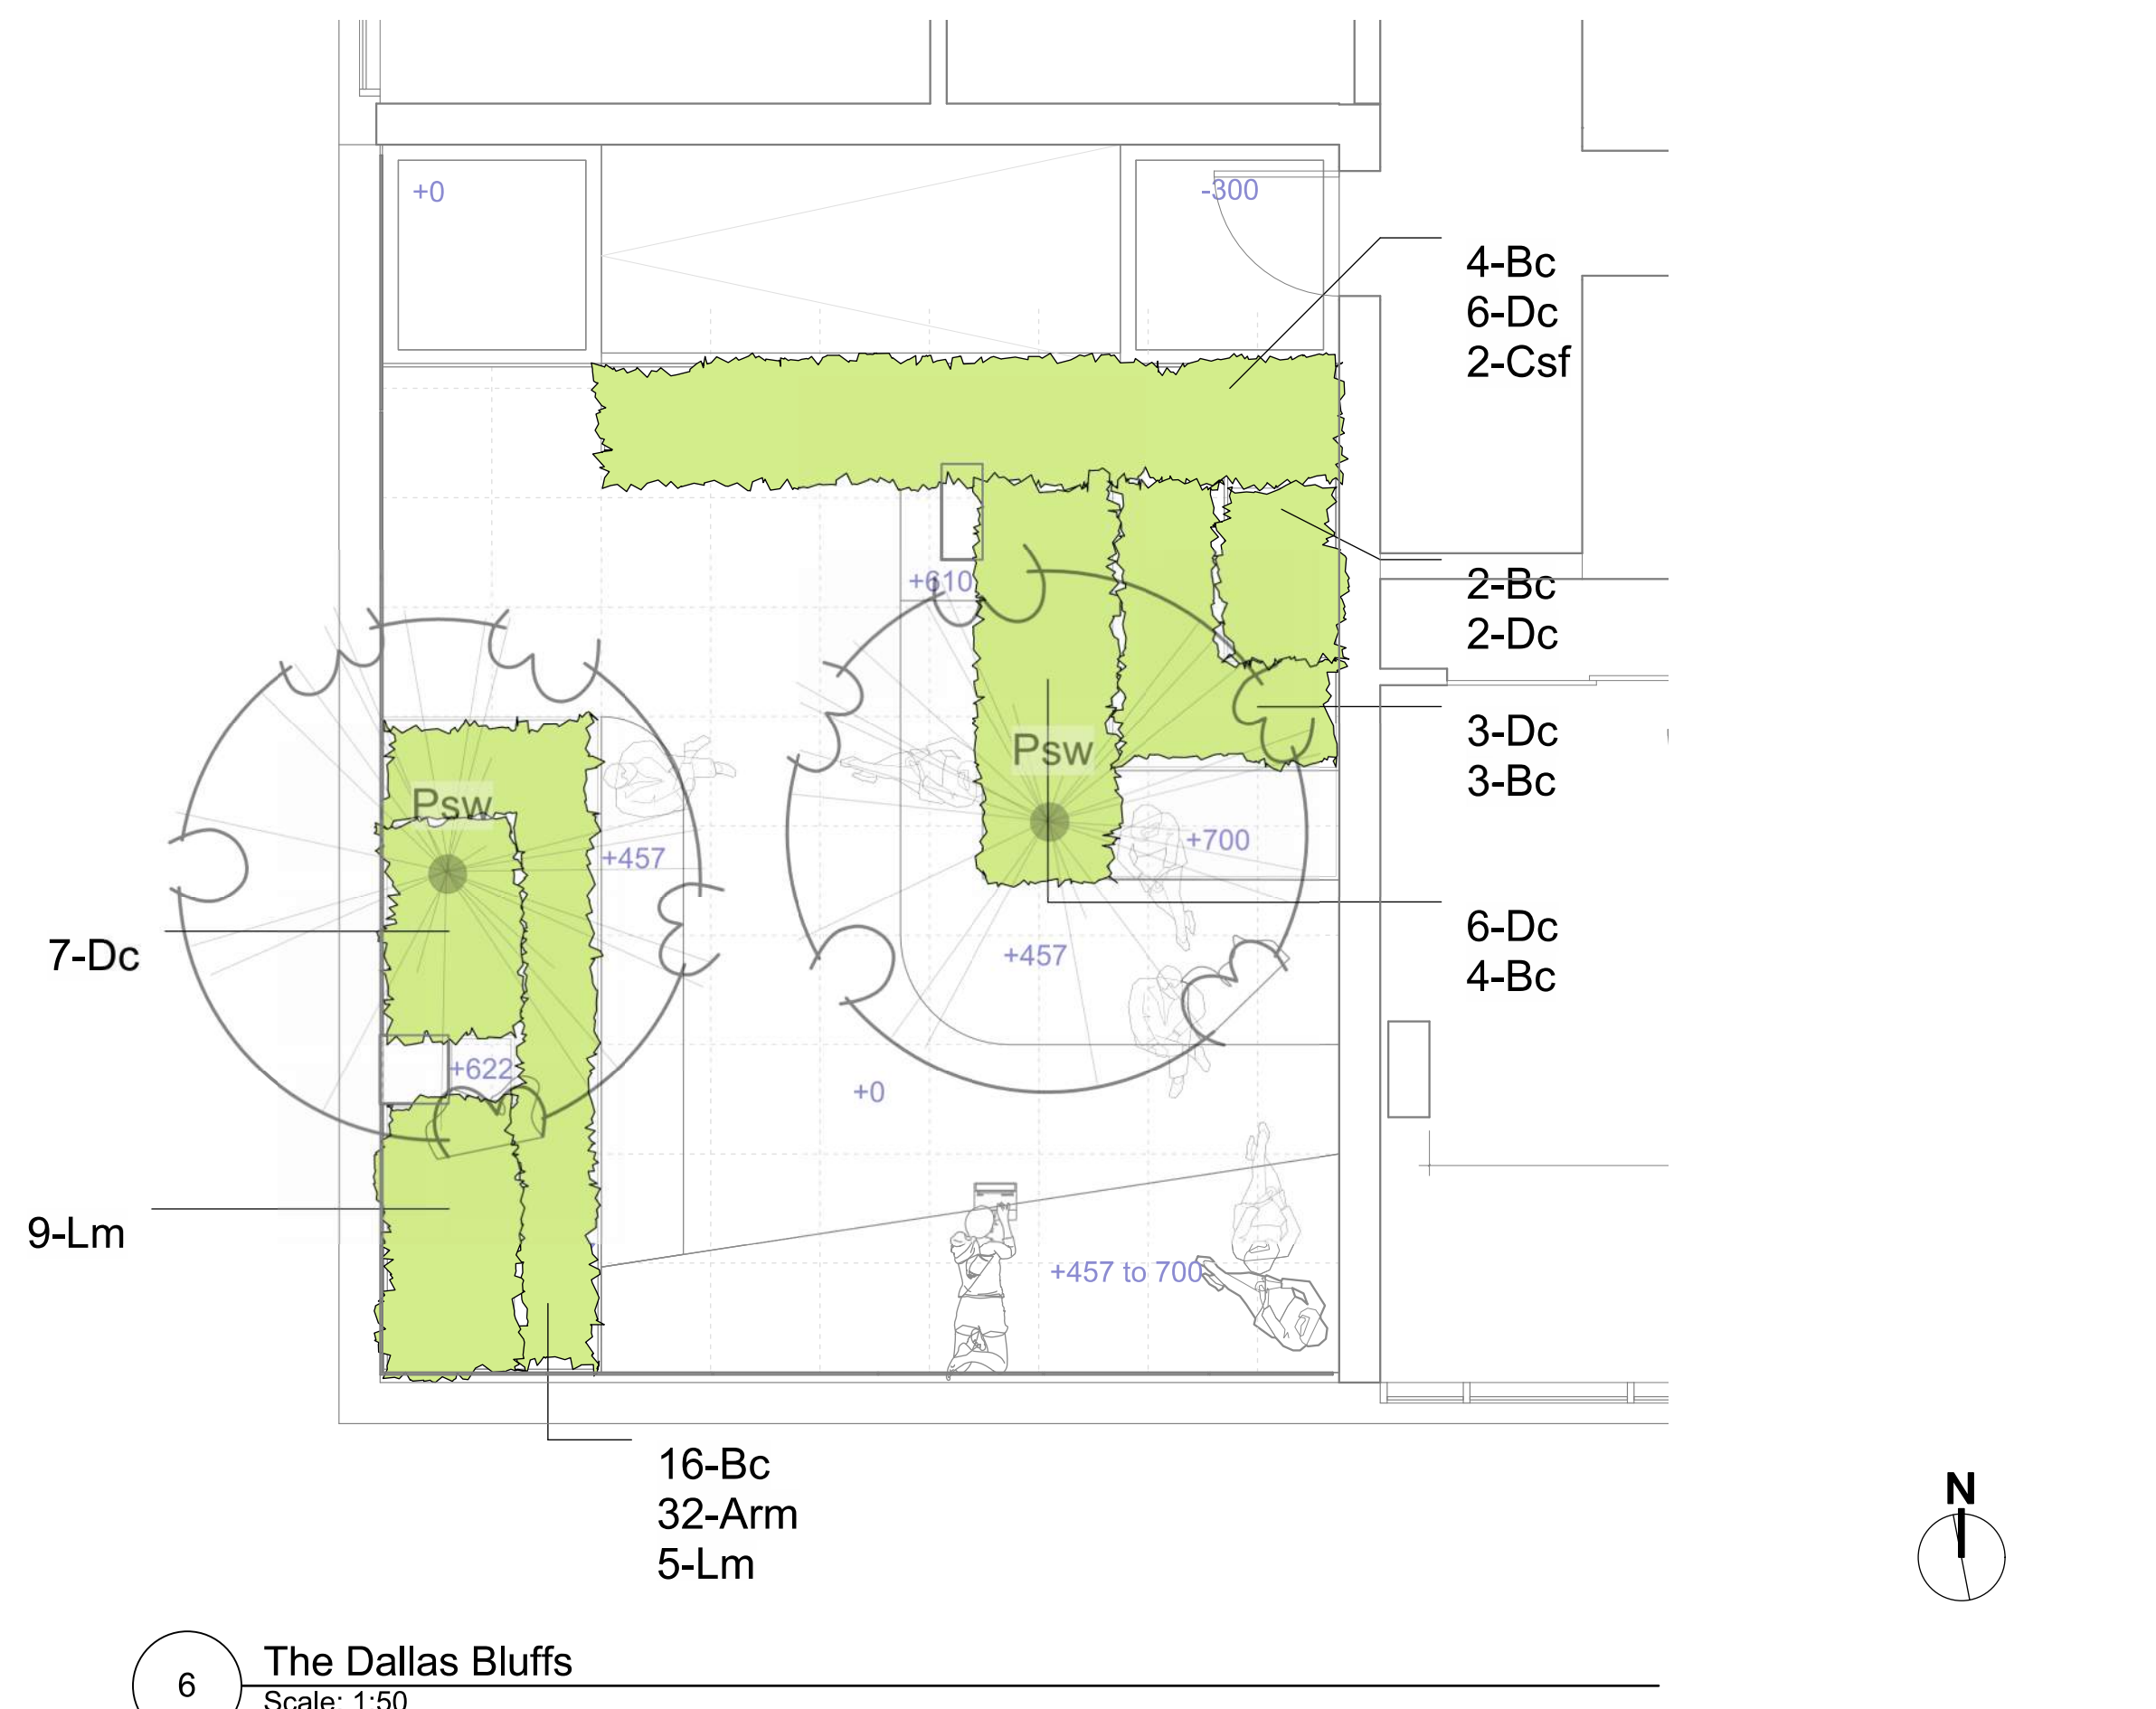 +0
-300
4-Bc
6-Dc
2-Csf
+610
2-Bc
2-Dc
Psw
3-Dc
3-Bc
Psw
+457
+700
7-Dc
6-Dc
4-Bc
+457
+622
+0
9-Lm
+457 to 700
16-Bc
32-Arm
5-Lm
N
6
The Dallas Bluffs
Scale: 1:50